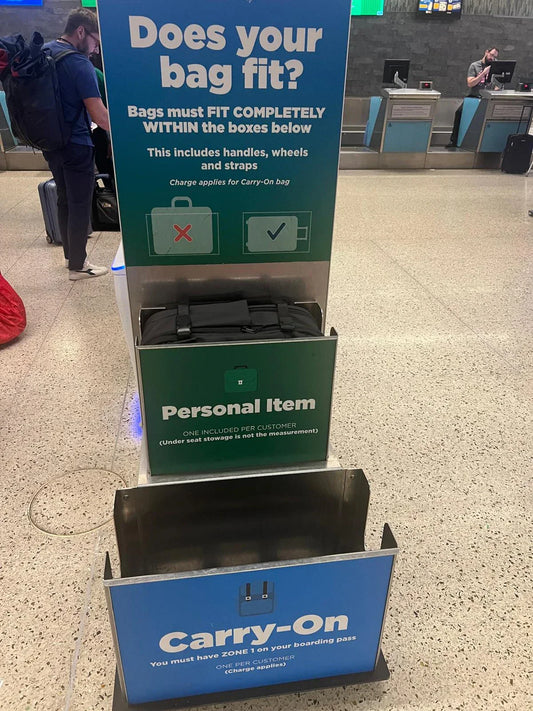 Does your
bag fit?
Bags must FIT COMPLETELY
WITHIN the boxes below
This includes handles, wheels
and straps
Charge applies for Carry-On bag
Personal Item
ONE INCLUDED PER CUSTOMER
(Under seat stowage is not the measurement)
Carry-On
You must have ZONE 1 on your boarding pass
ONE PER CUSTOMER
(Charge applies)